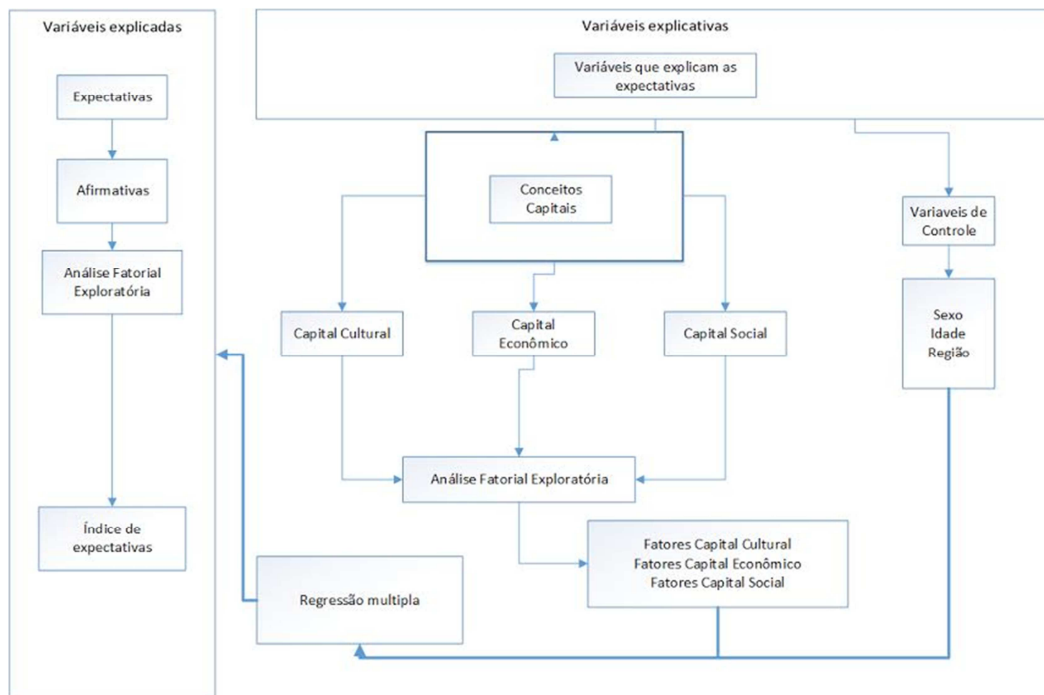 Variáveis explicadas
Expectativas
Afirmativas
Análise Fatorial
Exploratória
Índice de
expectativas
Variáveis explicativas
Variáveis que explicam as
expectativas
Conceitos
Capitais
Variaveis de
Controle
Capital Cultural
Capital
Econômico
Capital Social
Sexo
Idade
Região
Análise Fatorial Exploratória
Fatores Capital Cultural
Fatores Capital Econômico
Fatores Capital Social
Regressão multipla